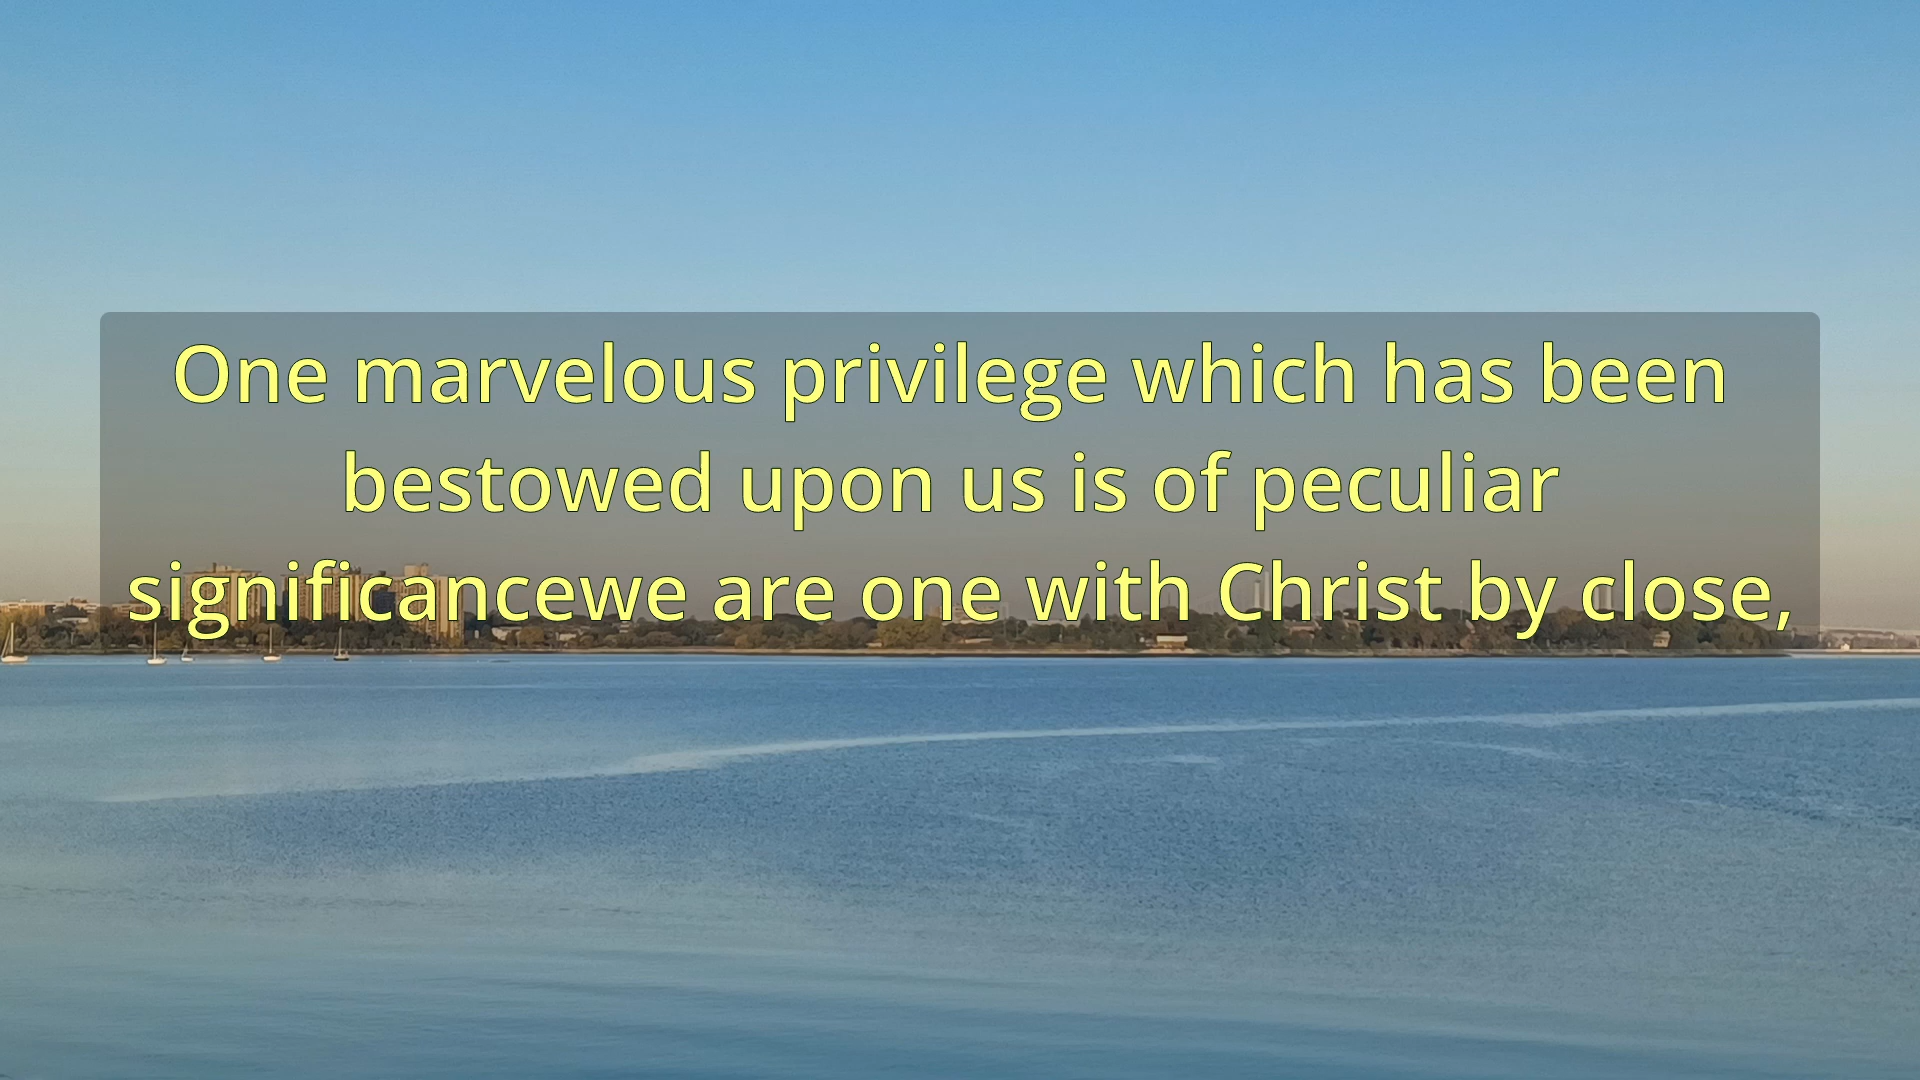 One marvelous privilege which has been
bestowed upon us is of peculiar
significancewe are one with Christ by close,